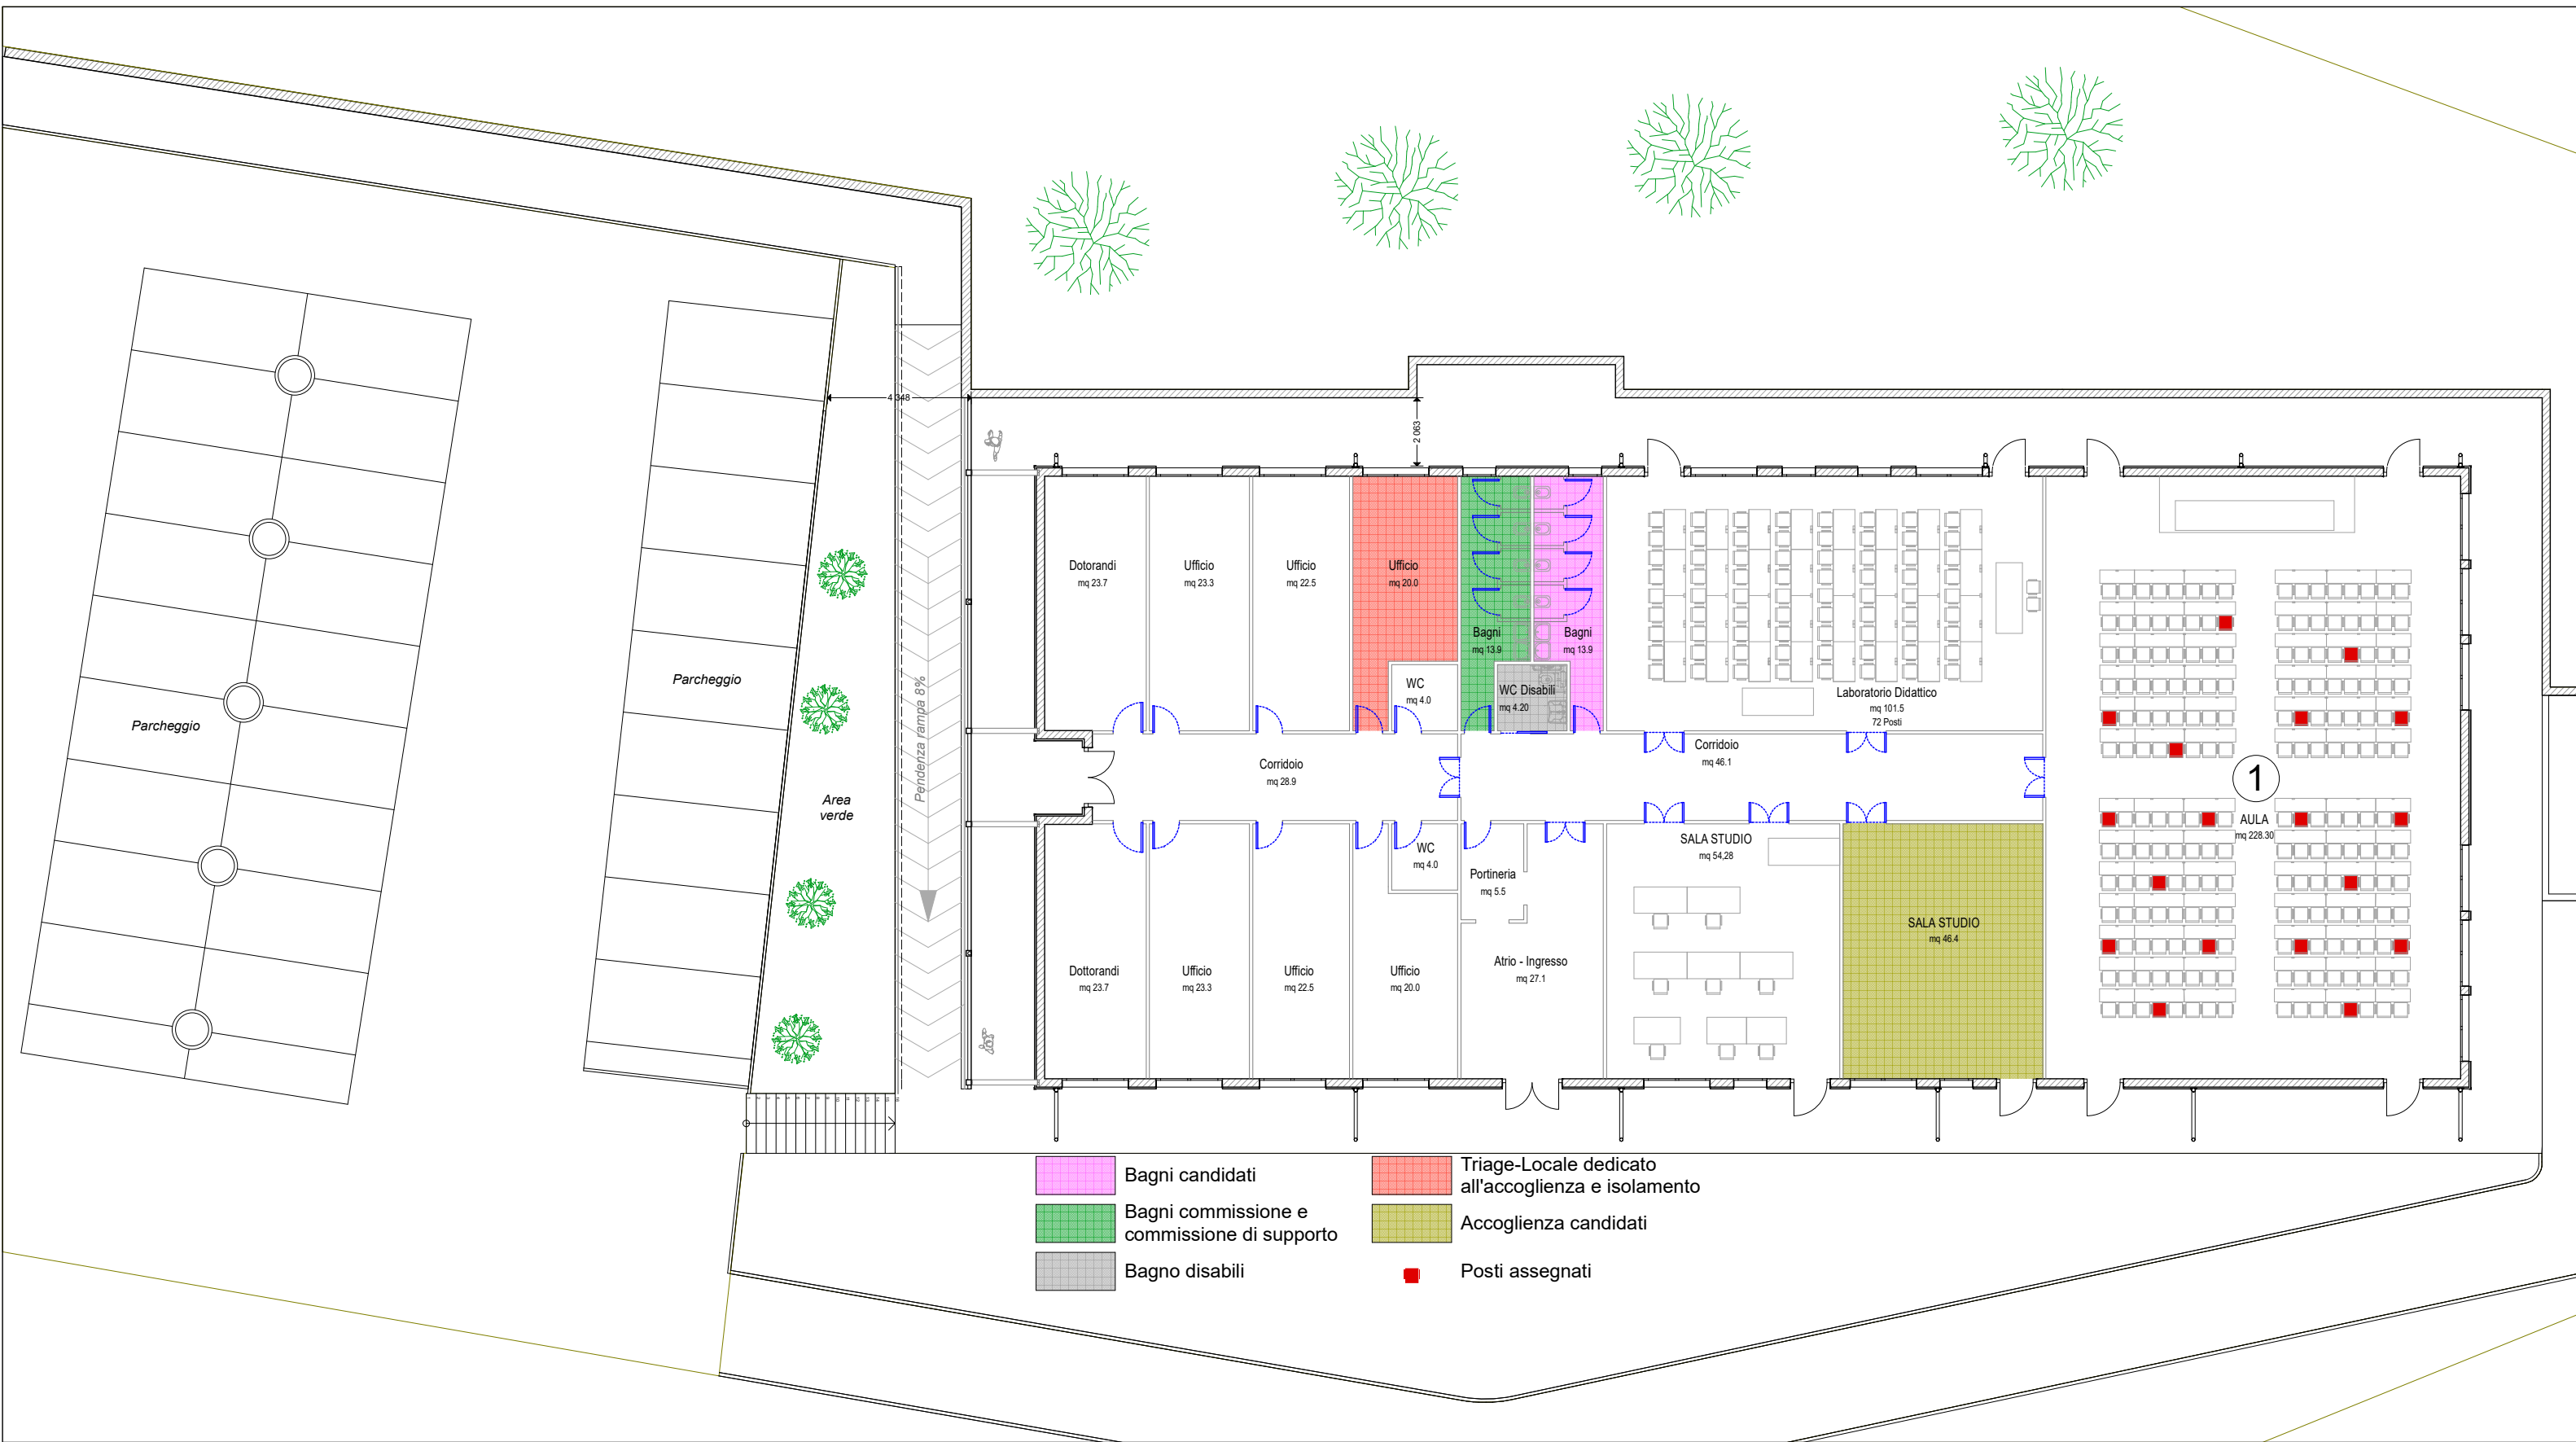 4 348
2 063
Dotorandi
mq 23.7
Ufficio
mq 23.3
Ufficio
mq 22.5
Ufficio
mq 20.0
Bagni
mq 13.9
Bagni
mq 13.9
WC
mq 4.0
WC Disabili
mq 4.20
Laboratorio Didattico
mq 101.5
72 Posti
Parcheggio
Parcheggio
Pendenza rampa 8%
Area
verde
Corridoio
mq 28.9
Corridoio
mq 46.1
1
AULA
mq 228.30
WC
mq 4.0
Portineria
mq 5.5
SALA STUDIO
mq 54,28
SALA STUDIO
mq 46.4
Dottorandi
mq 23.7
Ufficio
mq 23.3
Ufficio
mq 22.5
Ufficio
mq 20.0
Atrio - Ingresso
mq 27.1
Bagni candidati
Bagni commissione e
commissione di supporto
Bagno disabili
Triage-Locale dedicato
all'accoglienza e isolamento
Accoglienza candidati
Posti assegnati